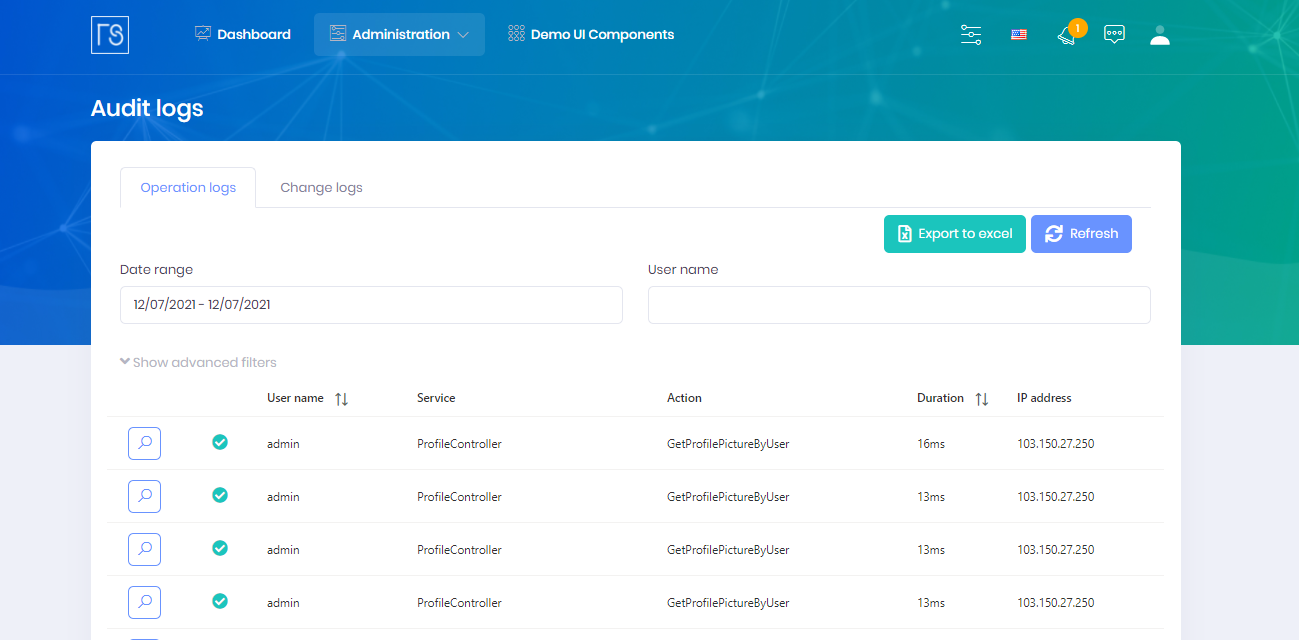 TS Dashboard Administration Demo UI Components 1
Audit logs
Operation logs Change logs
Export to excel Refresh
Date range User name
12/07/2021 - 12/07/2021
Show advanced filters
User name Service Action Duration IP address
admin ProfileController GetProfilePictureByUser 16ms 103.150.27.250
admin ProfileController GetProfilePictureByUser 13ms 103.150.27.250
admin ProfileController GetProfilePictureByUser 13ms 103.150.27.250
admin ProfileController GetProfilePictureByUser 13ms 103.150.27.250